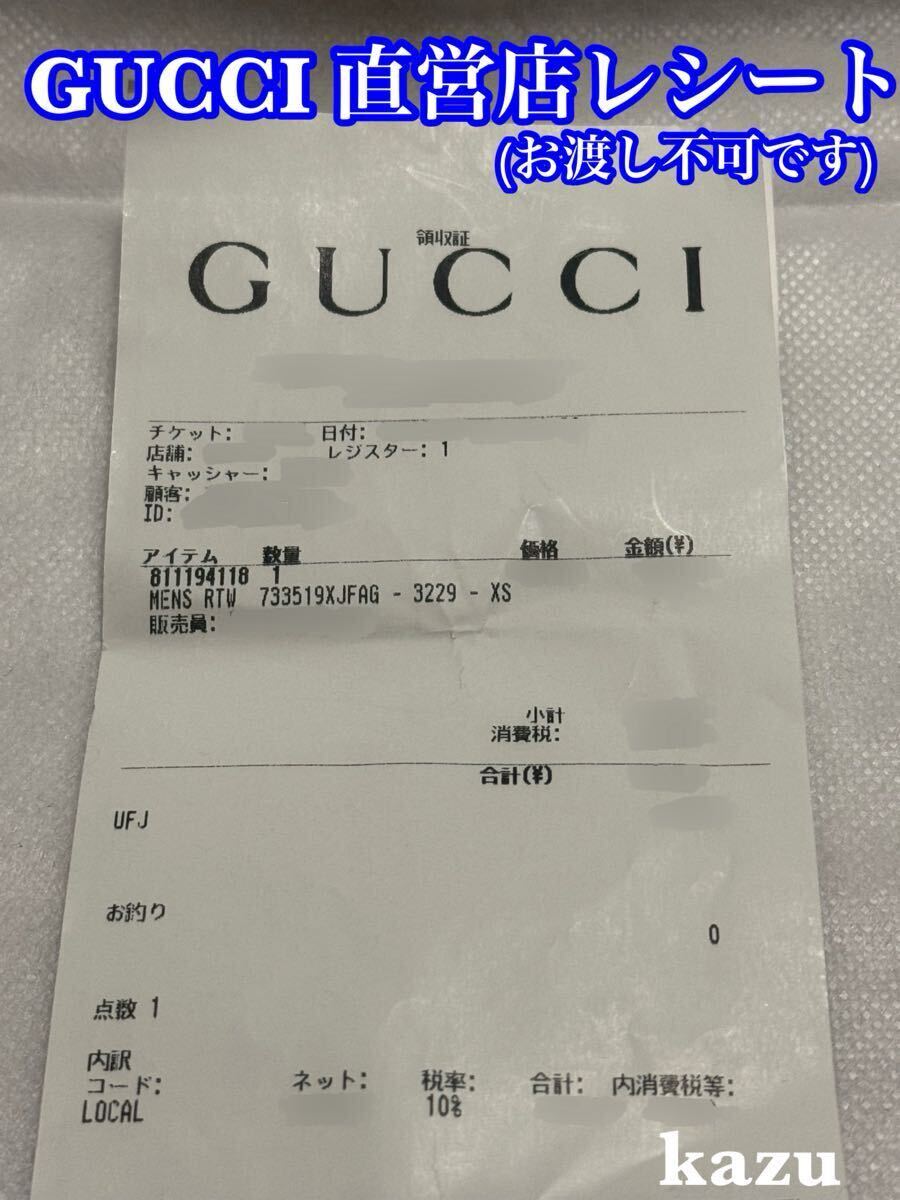 GUCCI 直営店レシート
(お渡し不可です)
領収証
GUCCI
チケット: 日付:
店舗: レジスター: 1
キャッシャー:
顧客:
ID:
アイテム 数量 価格 金額(¥)
811194118 1
MENS RTW 733519XJFAG - 3229 - XS
販売員:
小計
消費税:
合計(¥)
UFJ
お釣り
0
点数 1
内訳
コード: ネット: 税率: 合計: 内消費税等:
LOCAL 10%
kazu